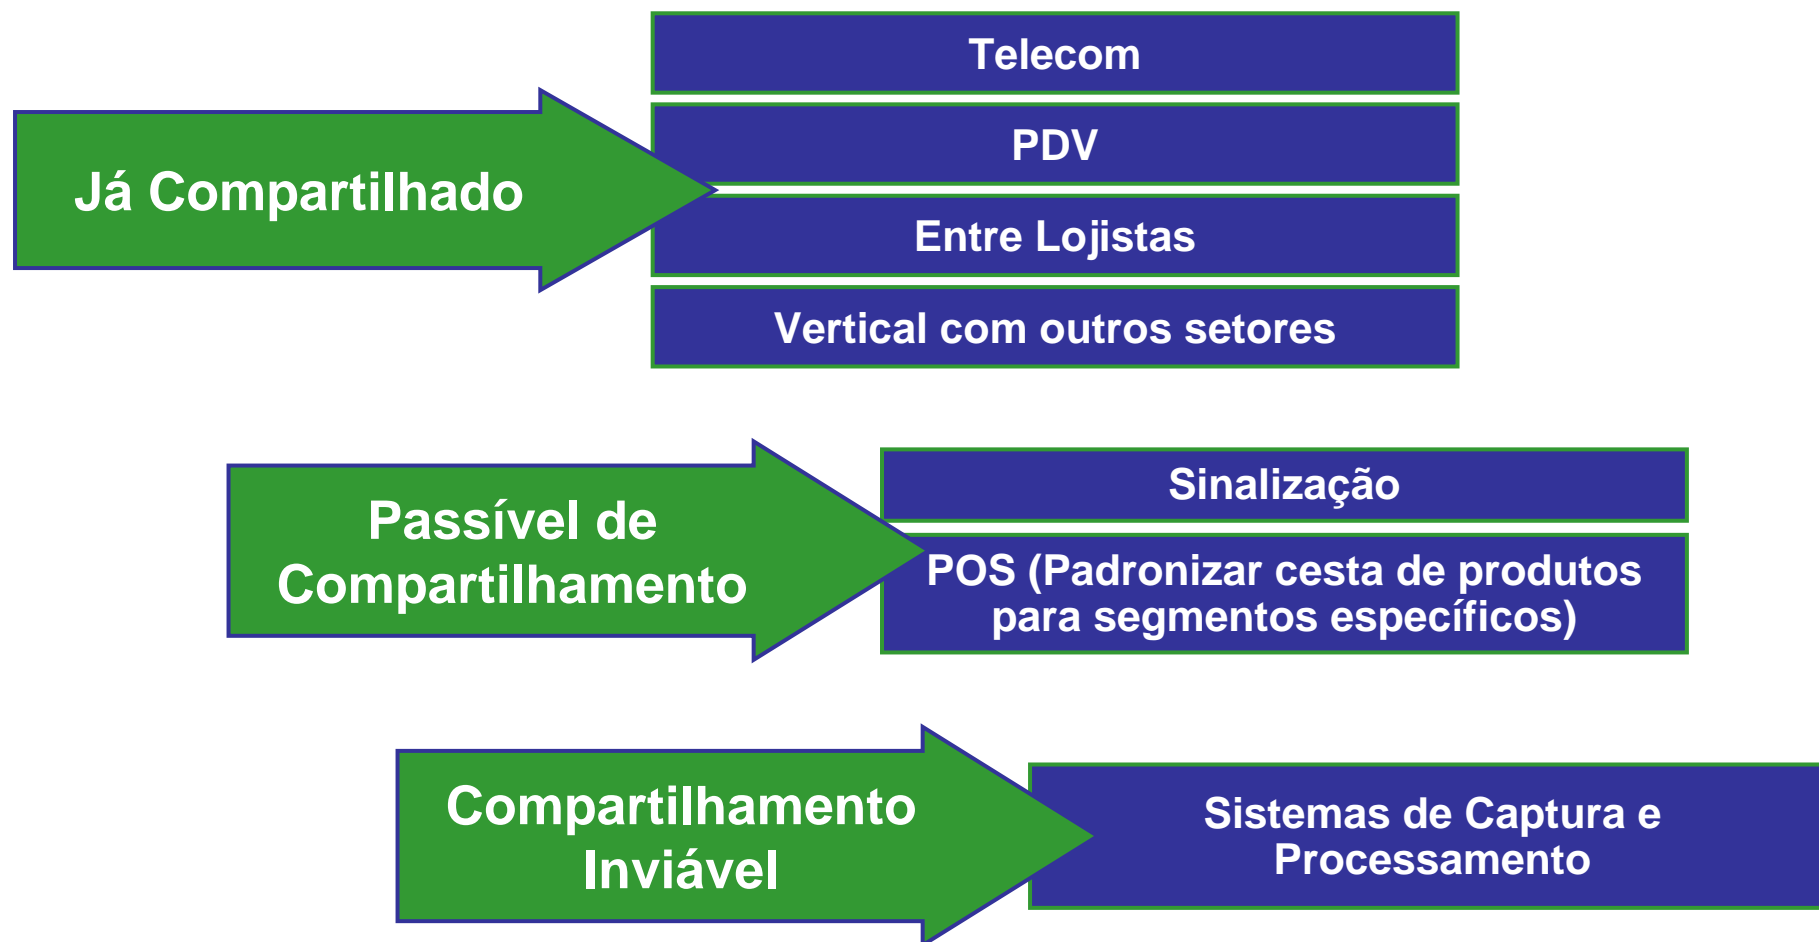 Já Compartilhado
Telecom
PDV
Entre Lojistas
Vertical com outros setores
Passível de
Compartilhamento
Sinalização
POS (Padronizar cesta de produtos
para segmentos específicos)
Compartilhamento
Inviável
Sistemas de Captura e
Processamento